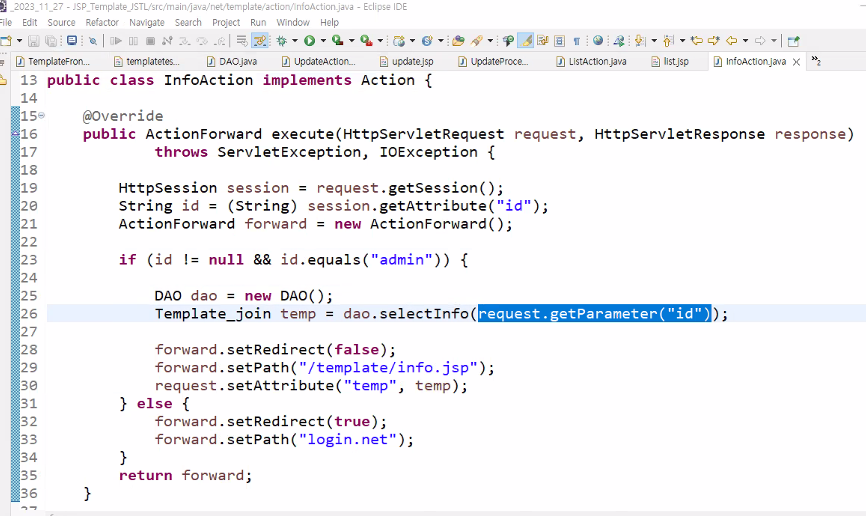 2023_11_27 - JSP_Template_JSTL/src/main/java/net/template/action/InfoAction.java - Eclipse IDE
File Edit Source Refactor Navigate Search Project Run Window Help
TemplateFron... templatetes... DAO.java UpdateAction... update.jsp UpdateProce... ListAction.java list.jsp InfoAction.java »2
13 public class InfoAction implements Action {
14
15 @Override
16 public ActionForward execute(HttpServletRequest request, HttpServletResponse response)
17 throws ServletException, IOException {
18
19 HttpSession session = request.getSession();
20 String id = (String) session.getAttribute("id");
21 ActionForward forward = new ActionForward();
22
23 if (id != null && id.equals("admin")) {
24
25 DAO dao = new DAO();
26 Template_join temp = dao.selectInfo(request.getParameter("id"));
27
28 forward.setRedirect(false);
29 forward.setPath("/template/info.jsp");
30 request.setAttribute("temp", temp);
31 } else {
32 forward.setRedirect(true);
33 forward.setPath("login.net");
34 }
35 return forward;
36 }
37